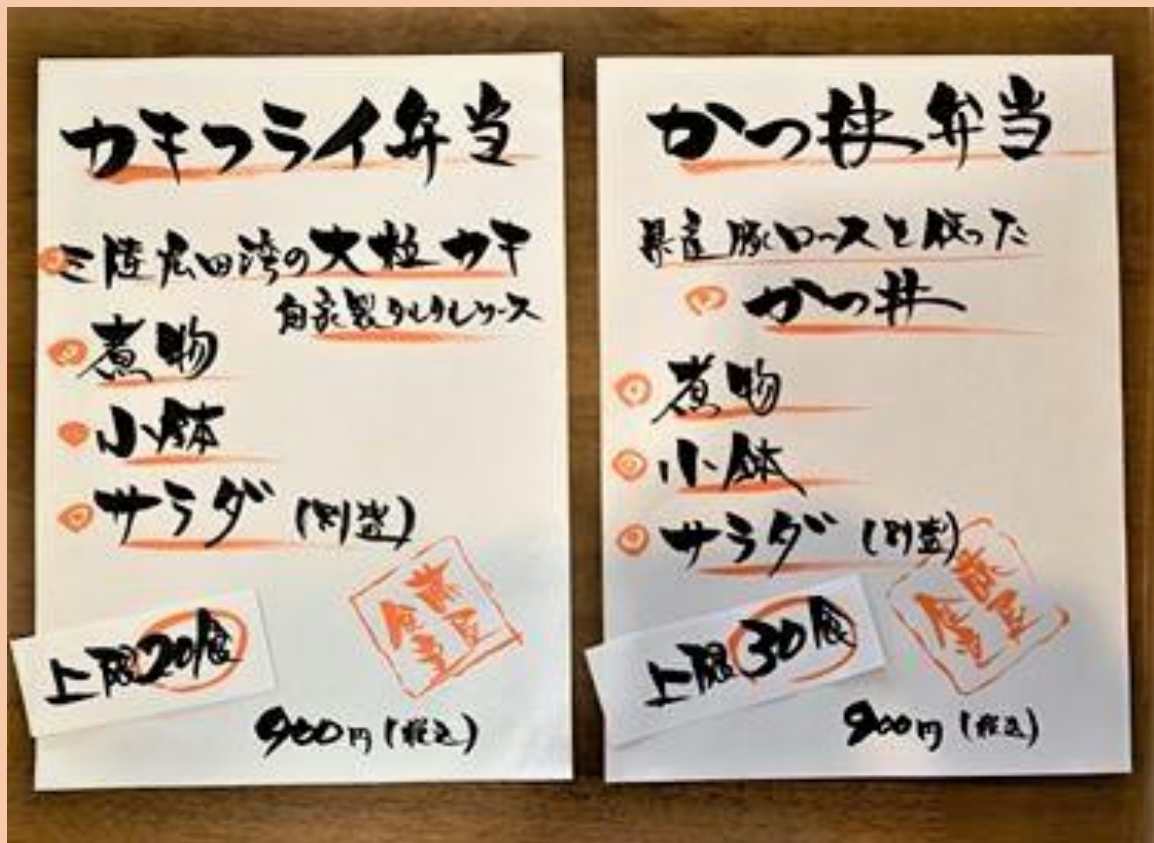 カキフライ弁当
三陸広田湾の大粒カキ
自家製タルタルソース
煮物
小鉢
サラダ (別盛)
上限20食
900円 (税込)
かつ丼弁当
県産豚ロースを使った
かつ丼
煮物
小鉢
サラダ (別盛)
上限30食
900円 (税込)